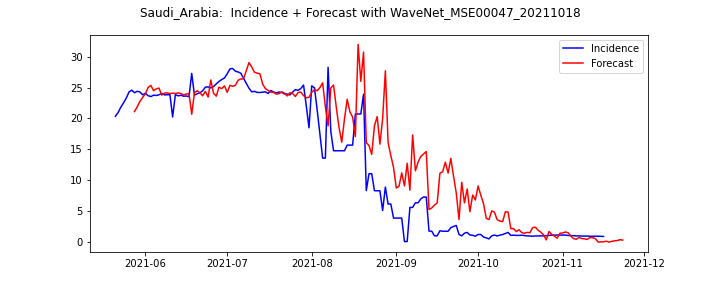 Saudi_Arabia:  Incidence + Forecast with WaveNet_MSE00047_20211018
Incidence
Forecast
30
25
20
15
10
5
0
2021-06 2021-07 2021-08 2021-09 2021-10 2021-11 2021-12